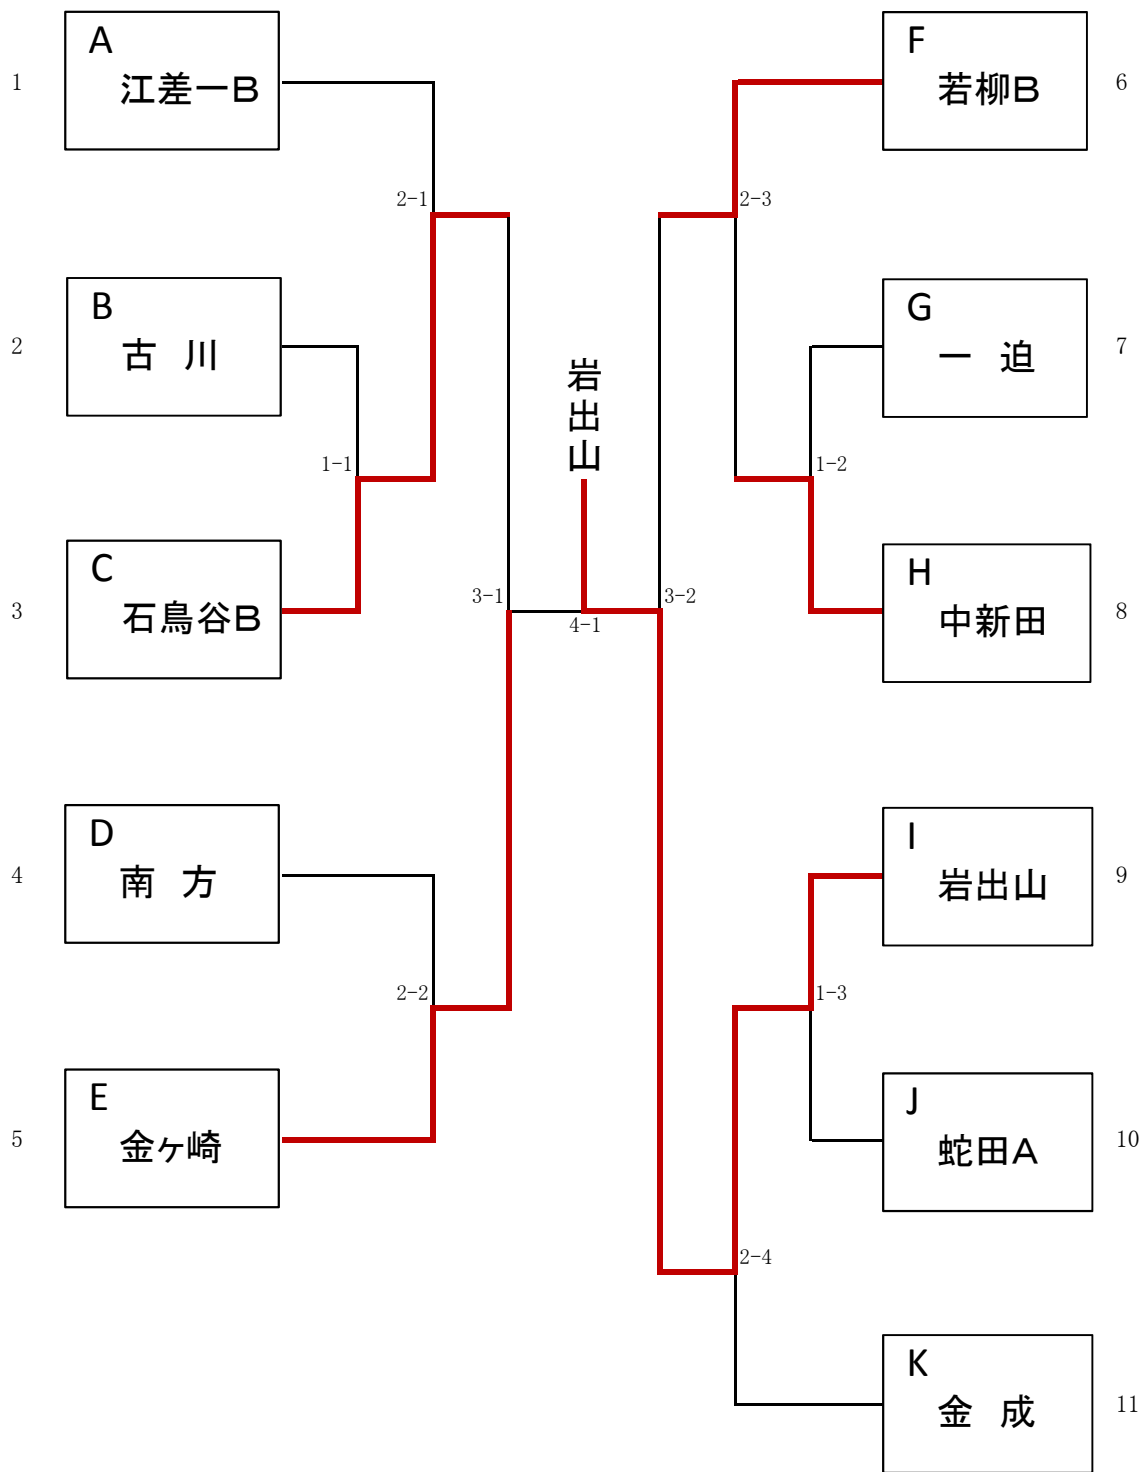 1
A
江差一B
2-1
2
B
古 川
1-1
3
C
石鳥谷B
3-1
4
D
南 方
2-2
5
E
金ヶ崎
岩出山
4-1
F
若柳B
6
2-3
G
一 迫
7
1-2
H
中新田
8
3-2
I
岩出山
9
1-3
J
蛇田A
10
2-4
K
金 成
11